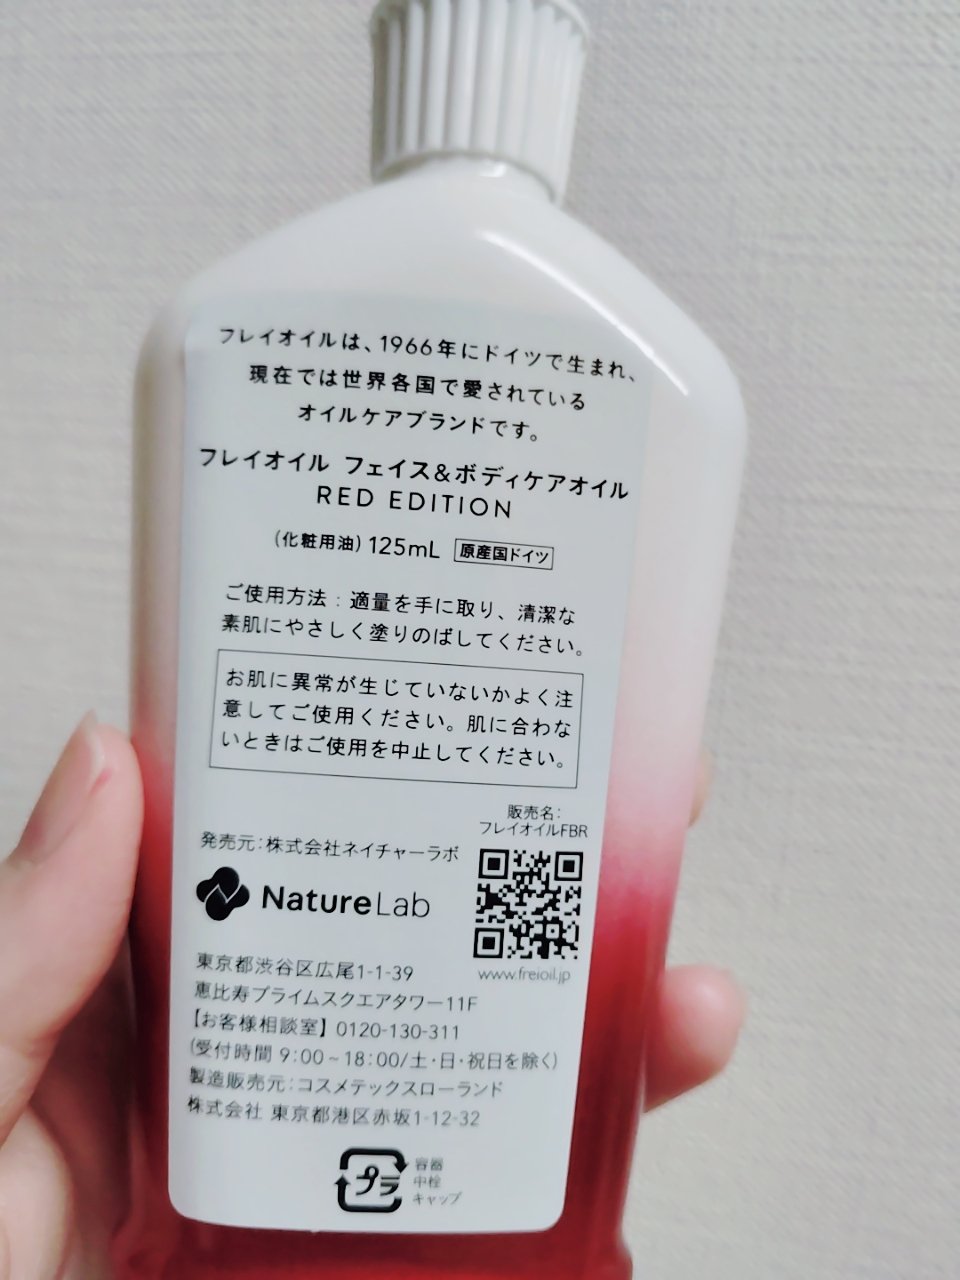 フレイオイルは、1966年にドイツで生まれ、
現在では世界各国で愛されている
オイルケアブランドです。
フレイオイル フェイス&ボディケアオイル
RED EDITION
(化粧用油) 125mL 原産国ドイツ
ご使用方法：適量を手に取り、清潔な
素肌にやさしく塗りのばしてください。
お肌に異常が生じていないかよく注
意してご使用ください。肌に合わな
いときはご使用を中止してください。
販売名：
フレイオイルFBR
発売元：株式会社ネイチャーラボ
NatureLab
www.freioil.jp
東京都渋谷区広尾1-1-39
恵比寿プライムスクエアタワー11F
【お客様相談室】0120-130-311
(受付時間 9:00～18:00/土・日・祝日を除く)
製造販売元：コスメテックスローランド
株式会社 東京都港区赤坂1-12-32
プラ
容器
中栓
キャップ